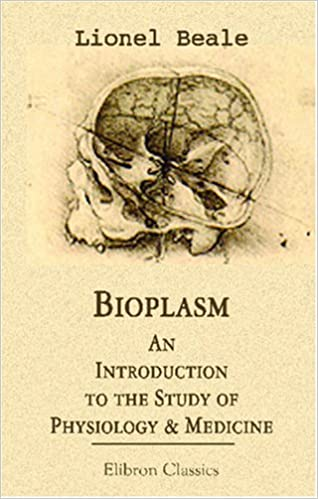 Lionel Beale
BIOPLASM
AN
INTRODUCTION
TO THE STUDY OF
PHYSIOLOGY & MEDICINE
Elibron Classics